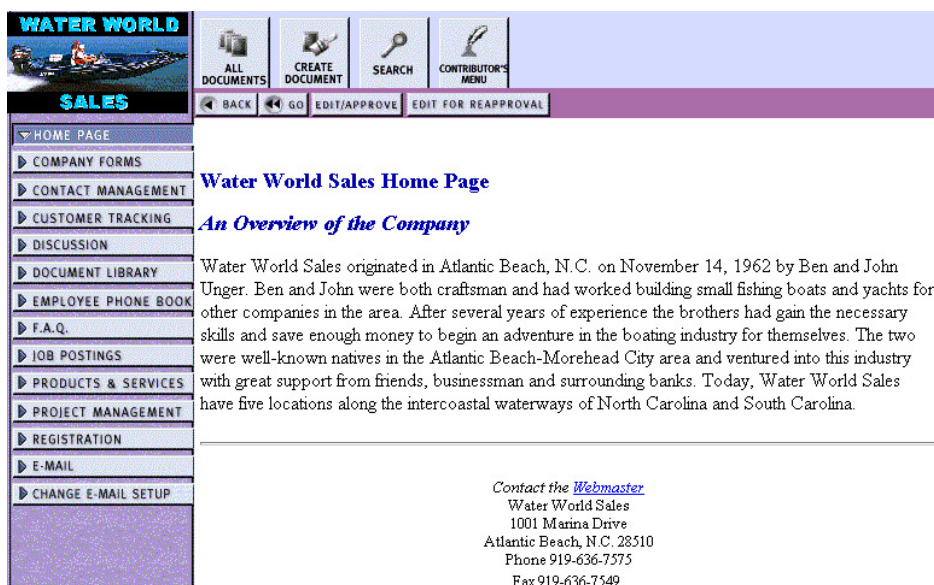 WATER WORLD
SALES
ALL
DOCUMENTS
CREATE
DOCUMENT
SEARCH
CONTRIBUTOR'S
MENU
BACK
GO
EDIT/APPROVE
EDIT FOR REAPPROVAL
HOME PAGE
COMPANY FORMS
CONTACT MANAGEMENT
CUSTOMER TRACKING
DISCUSSION
DOCUMENT LIBRARY
EMPLOYEE PHONE BOOK
F.A.Q.
JOB POSTINGS
PRODUCTS & SERVICES
PROJECT MANAGEMENT
REGISTRATION
E-MAIL
CHANGE E-MAIL SETUP
Water World Sales Home Page
An Overview of the Company
Water World Sales originated in Atlantic Beach, N.C. on November 14, 1962 by Ben and John
Unger. Ben and John were both craftsman and had worked building small fishing boats and yachts for
other companies in the area. After several years of experience the brothers had gain the necessary
skills and save enough money to begin an adventure in the boating industry for themselves. The two
were well-known natives in the Atlantic Beach-Morehead City area and ventured into this industry
with great support from friends, businessman and surrounding banks. Today, Water World Sales
have five locations along the intercoastal waterways of North Carolina and South Carolina.
Contact the Webmaster
Water World Sales
1001 Marina Drive
Atlantic Beach, N.C. 28510
Phone 919-636-7575
Fax 919-636-7549